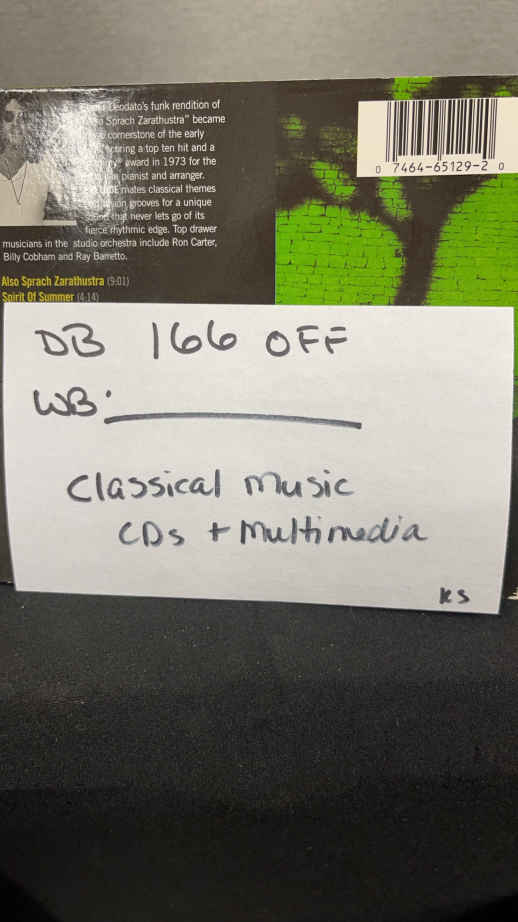 Deodato's funk rendition of
Sprach Zarathustra" became
cornerstone of the early
scoring a top ten hit and a
award in 1973 for the
pianist and arranger.
mates classical themes
grooves for a unique
sound that never lets go of its
fierce rhythmic edge. Top drawer
musicians in the studio orchestra include Ron Carter,
Billy Cobham and Ray Barretto.
Also Sprach Zarathustra (9:01)
Spirit Of Summer (4:14)
0 7464-65129-2 0
DB 166 OFF
WB:
Classical Music
CDs + Multimedia
KS